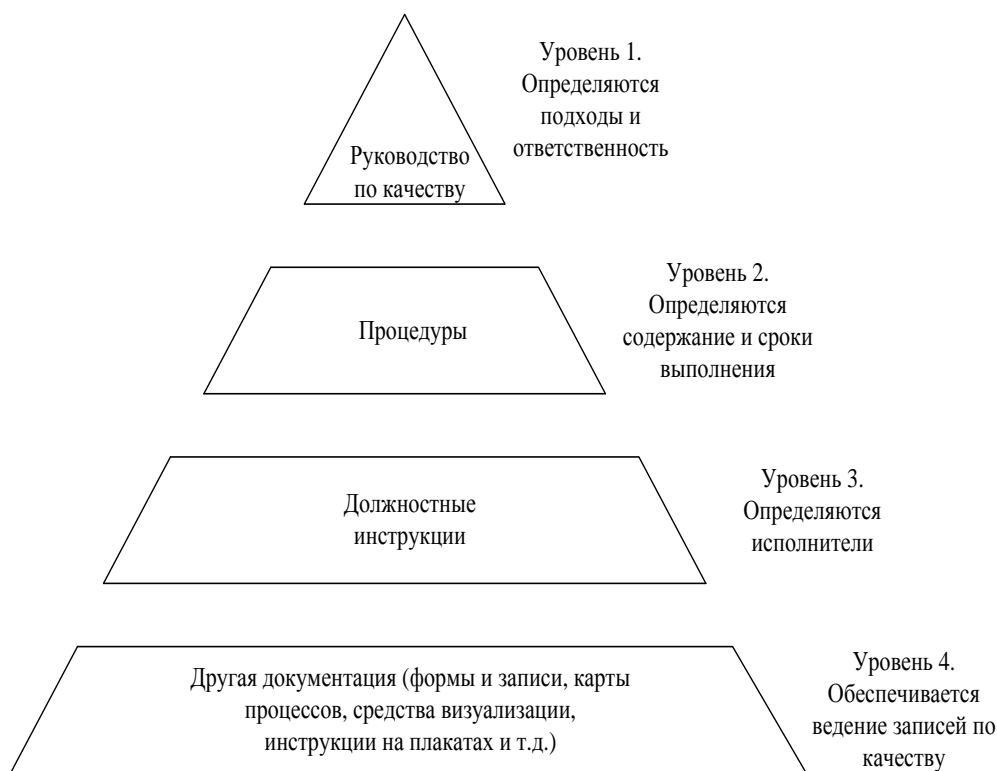 Уровень 1.
Определяются
подходы и
ответственность
Руководство
по качеству
Уровень 2.
Определяются
содержание и сроки
выполнения
Процедуры
Уровень 3.
Определяются
исполнители
Должностные
инструкции
Уровень 4.
Обеспечивается
ведение записей по
качеству
Другая документация (формы и записи, карты
процессов, средства визуализации,
инструкции на плакатах и т.д.)